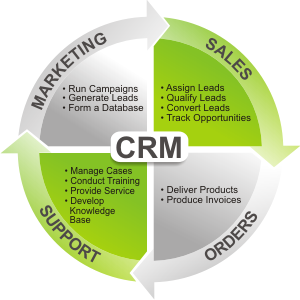 MARKETING
• Run Campaigns
• Generate Leads
• Form a Database
SALES
• Assign Leads
• Qualify Leads
• Convert Leads
• Track Opportunities
CRM
SUPPORT
• Manage Cases
• Conduct Training
• Provide Service
• Develop
Knowledge
Base
ORDERS
• Deliver Products
• Produce Invoices